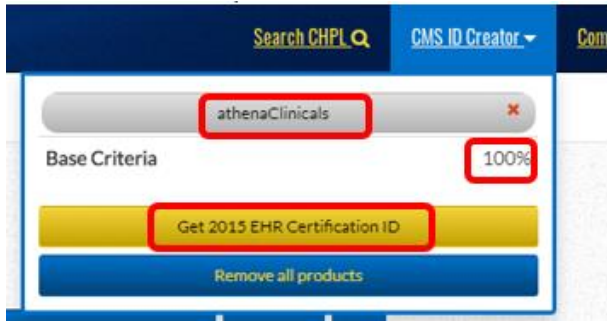 Search CHPL CMS ID Creator Com
athenaClinicals
Base Criteria 100%
Get 2015 EHR Certification ID
Remove all products